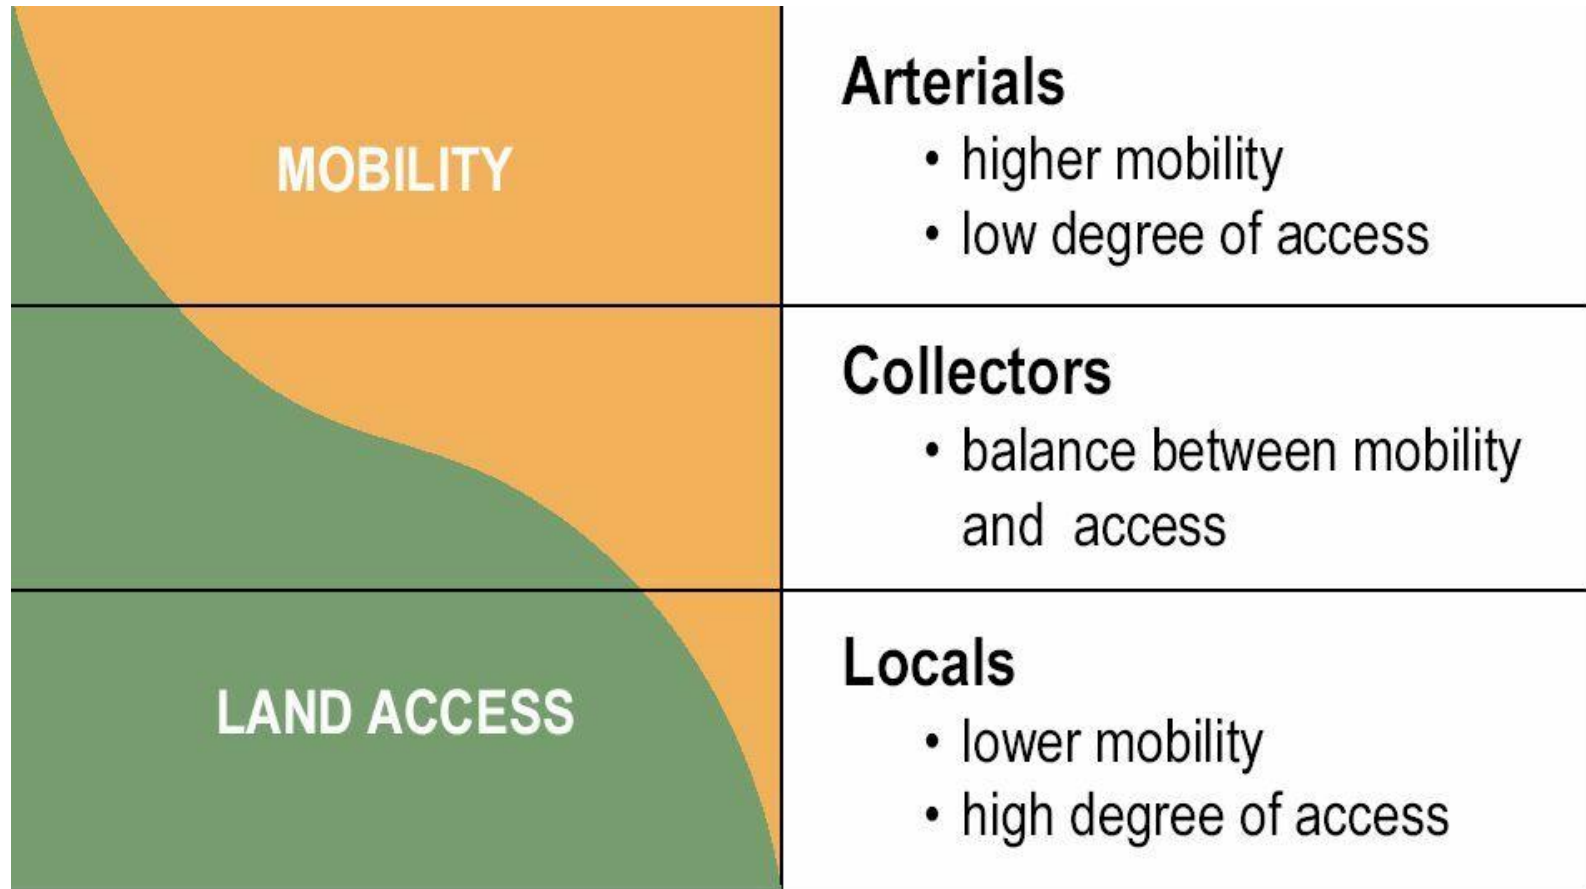 MOBILITY
Arterials
• higher mobility
• low degree of access
Collectors
• balance between mobility
and access
LAND ACCESS
Locals
• lower mobility
• high degree of access